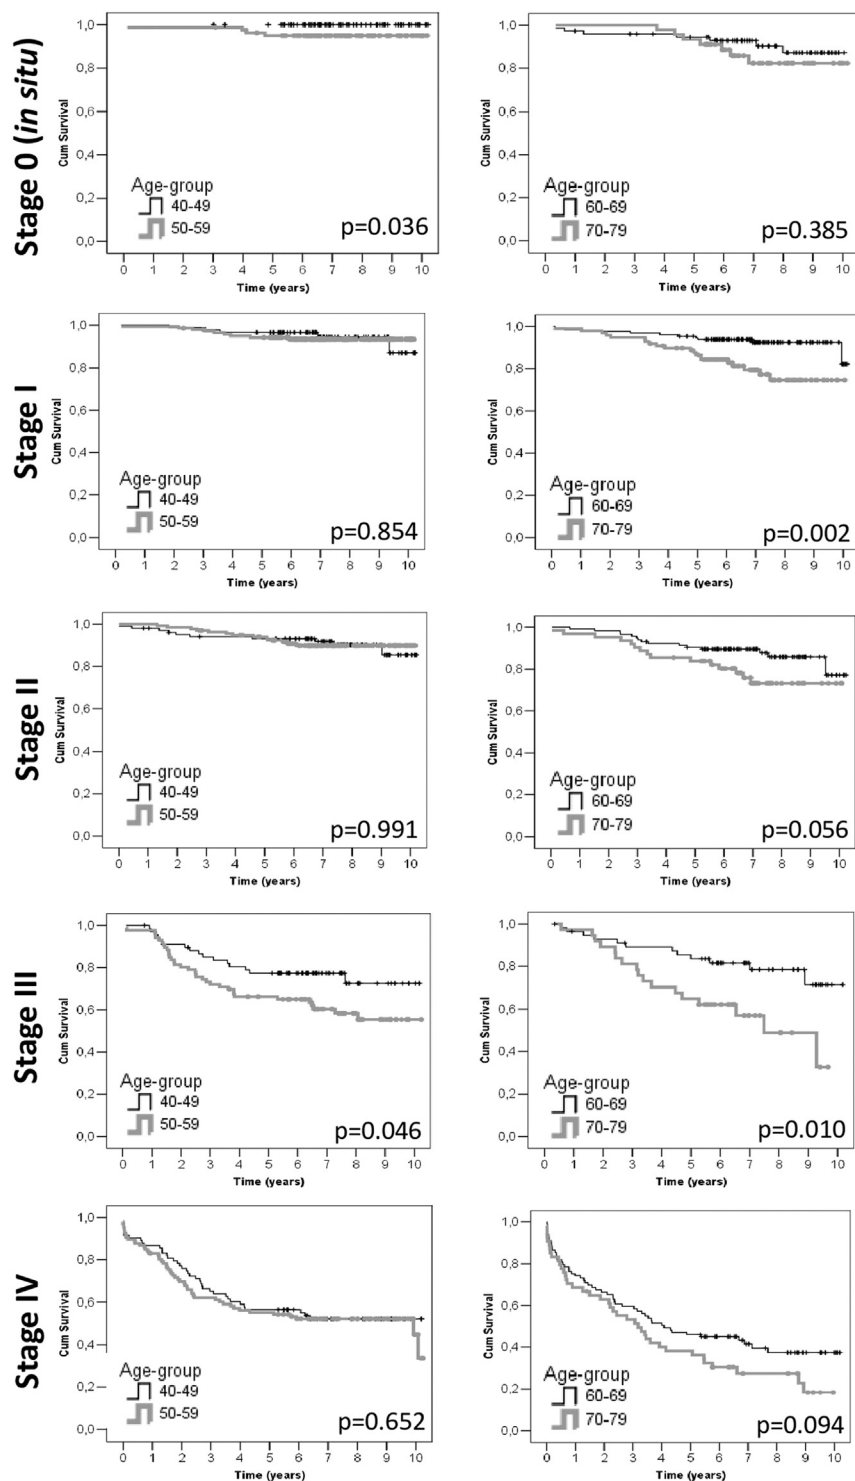 Stage 0 (in situ)
Cum Survival
1,0
0,8
0,6
0,4
0,2
0,0
Age-group
40-49
50-59
p=0.036
0 1 2 3 4 5 6 7 8 9 10
Time (years)
Cum Survival
1,0
0,8
0,6
0,4
0,2
0,0
Age-group
60-69
70-79
p=0.385
0 1 2 3 4 5 6 7 8 9 10
Time (years)
Stage I
Cum Survival
1,0
0,8
0,6
0,4
0,2
0,0
Age-group
40-49
50-59
p=0.854
0 1 2 3 4 5 6 7 8 9 10
Time (years)
Cum Survival
1,0
0,8
0,6
0,4
0,2
0,0
Age-group
60-69
70-79
p=0.002
0 1 2 3 4 5 6 7 8 9 10
Time (years)
Stage II
Cum Survival
1,0
0,8
0,6
0,4
0,2
0,0
Age-group
40-49
50-59
p=0.991
0 1 2 3 4 5 6 7 8 9 10
Time (years)
Cum Survival
1,0
0,8
0,6
0,4
0,2
0,0
Age-group
60-69
70-79
p=0.056
0 1 2 3 4 5 6 7 8 9 10
Time (years)
Stage III
Cum Survival
1,0
0,8
0,6
0,4
0,2
0,0
Age-group
40-49
50-59
p=0.046
0 1 2 3 4 5 6 7 8 9 10
Time (years)
Cum Survival
1,0
0,8
0,6
0,4
0,2
0,0
Age-group
60-69
70-79
p=0.010
0 1 2 3 4 5 6 7 8 9 10
Time (years)
Stage IV
Cum Survival
1,0
0,8
0,6
0,4
0,2
0,0
Age-group
40-49
50-59
p=0.652
0 1 2 3 4 5 6 7 8 9 10
Time (years)
Cum Survival
1,0
0,8
0,6
0,4
0,2
0,0
Age-group
60-69
70-79
p=0.094
0 1 2 3 4 5 6 7 8 9 10
Time (years)